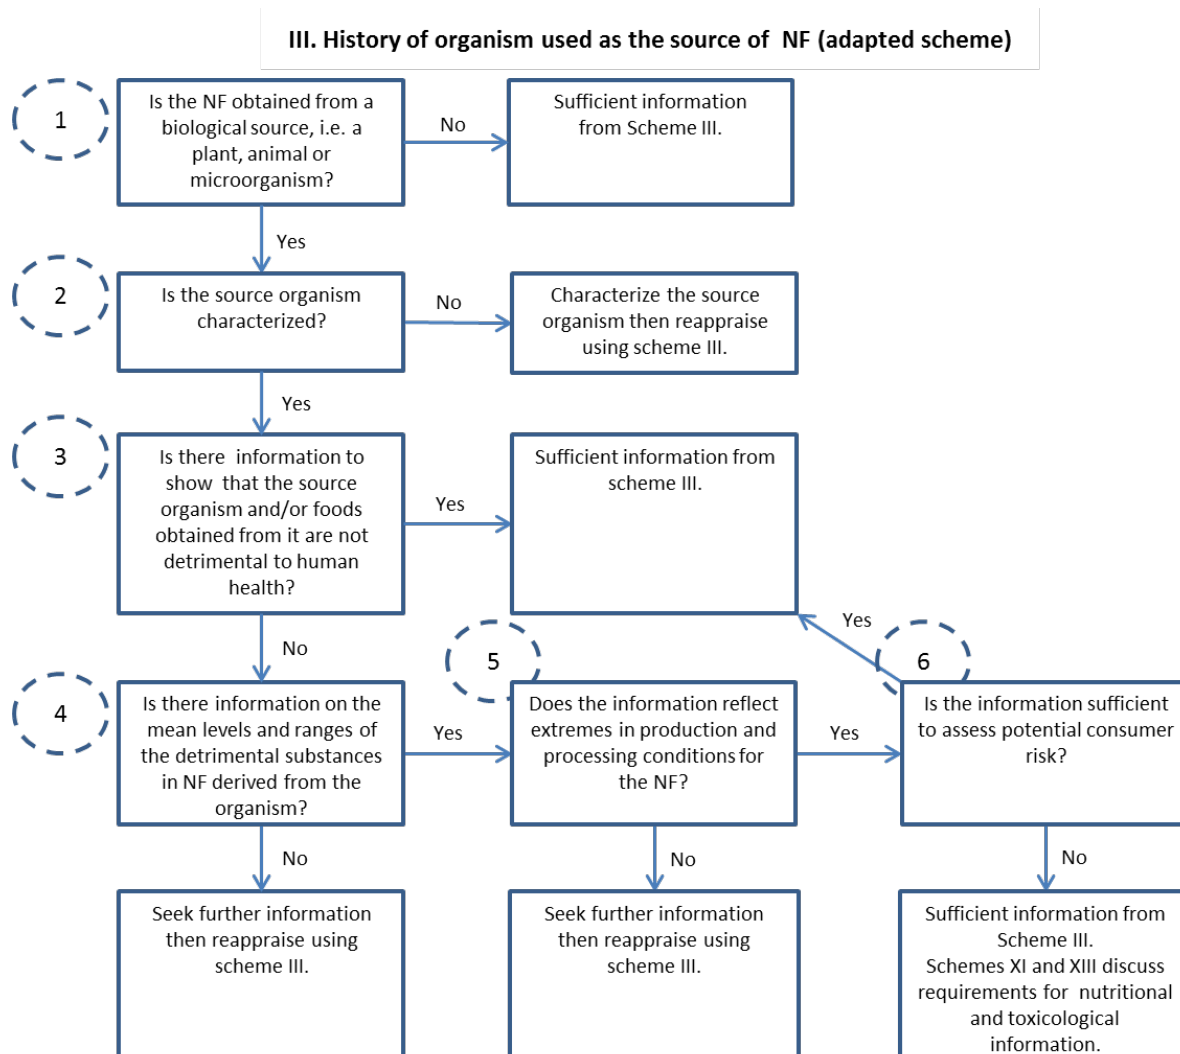 III. History of organism used as the source of NF (adapted scheme)
1
Is the NF obtained from a
biological source, i.e. a
plant, animal or
microorganism?
No
Sufficient information
from Scheme III.
Yes
2
Is the source organism
characterized?
No
Characterize the source
organism then reappraise
using scheme III.
Yes
3
Is there information to
show that the source
organism and/or foods
obtained from it are not
detrimental to human
health?
Yes
Sufficient information from
scheme III.
No
Yes
4
Is there information on the
mean levels and ranges of
the detrimental substances
in NF derived from the
organism?
Yes
5
Does the information reflect
extremes in production and
processing conditions for
the NF?
Yes
6
Is the information sufficient
to assess potential consumer
risk?
No
Seek further information
then reappraise using
scheme III.
No
Seek further information
then reappraise using
scheme III.
No
Sufficient information from
Scheme III.
Schemes XI and XIII discuss
requirements for nutritional
and toxicological
information.